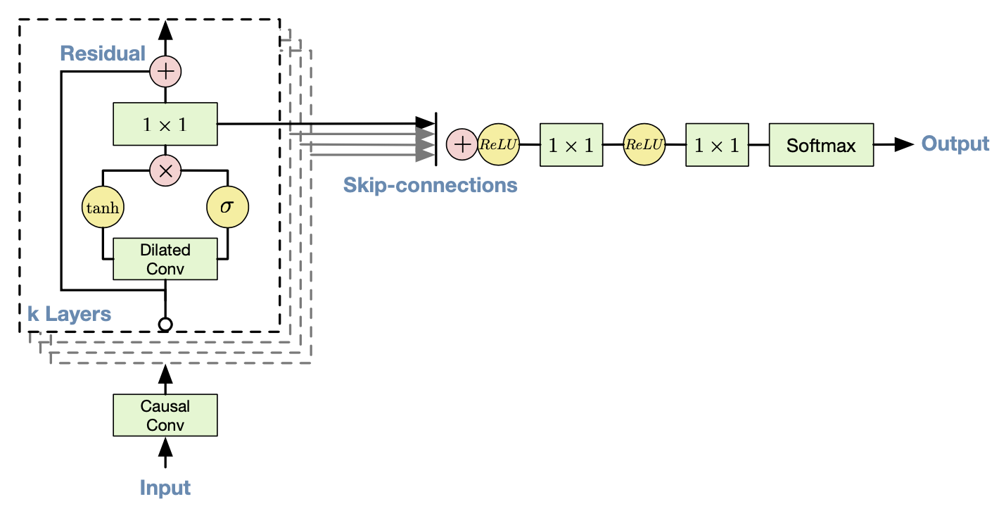 Residual
+
1 × 1
×
tanh
σ
Dilated
Conv
k Layers
Causal
Conv
Input
Skip-connections
+
ReLU
1 × 1
ReLU
1 × 1
Softmax
Output